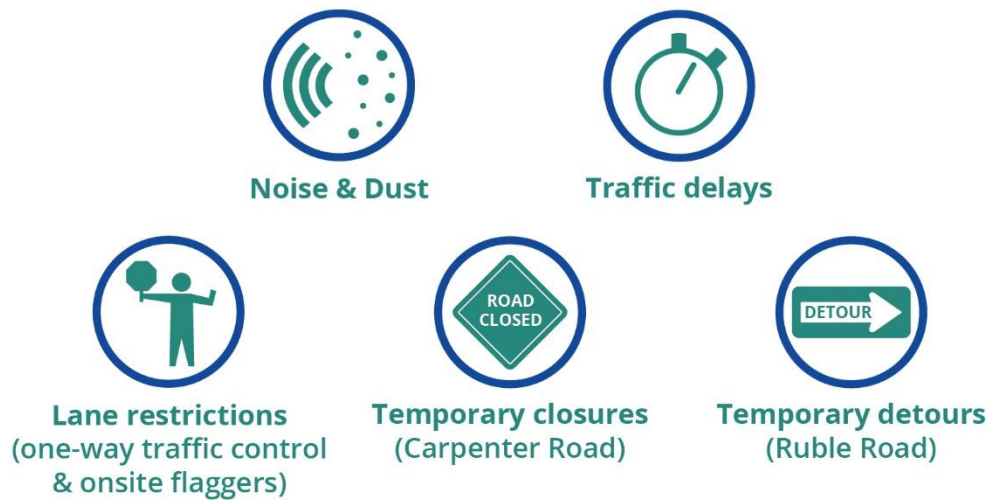 Noise & Dust
Traffic delays
ROAD
CLOSED
DETOUR
Lane restrictions
(one-way traffic control
& onsite flaggers)
Temporary closures
(Carpenter Road)
Temporary detours
(Ruble Road)